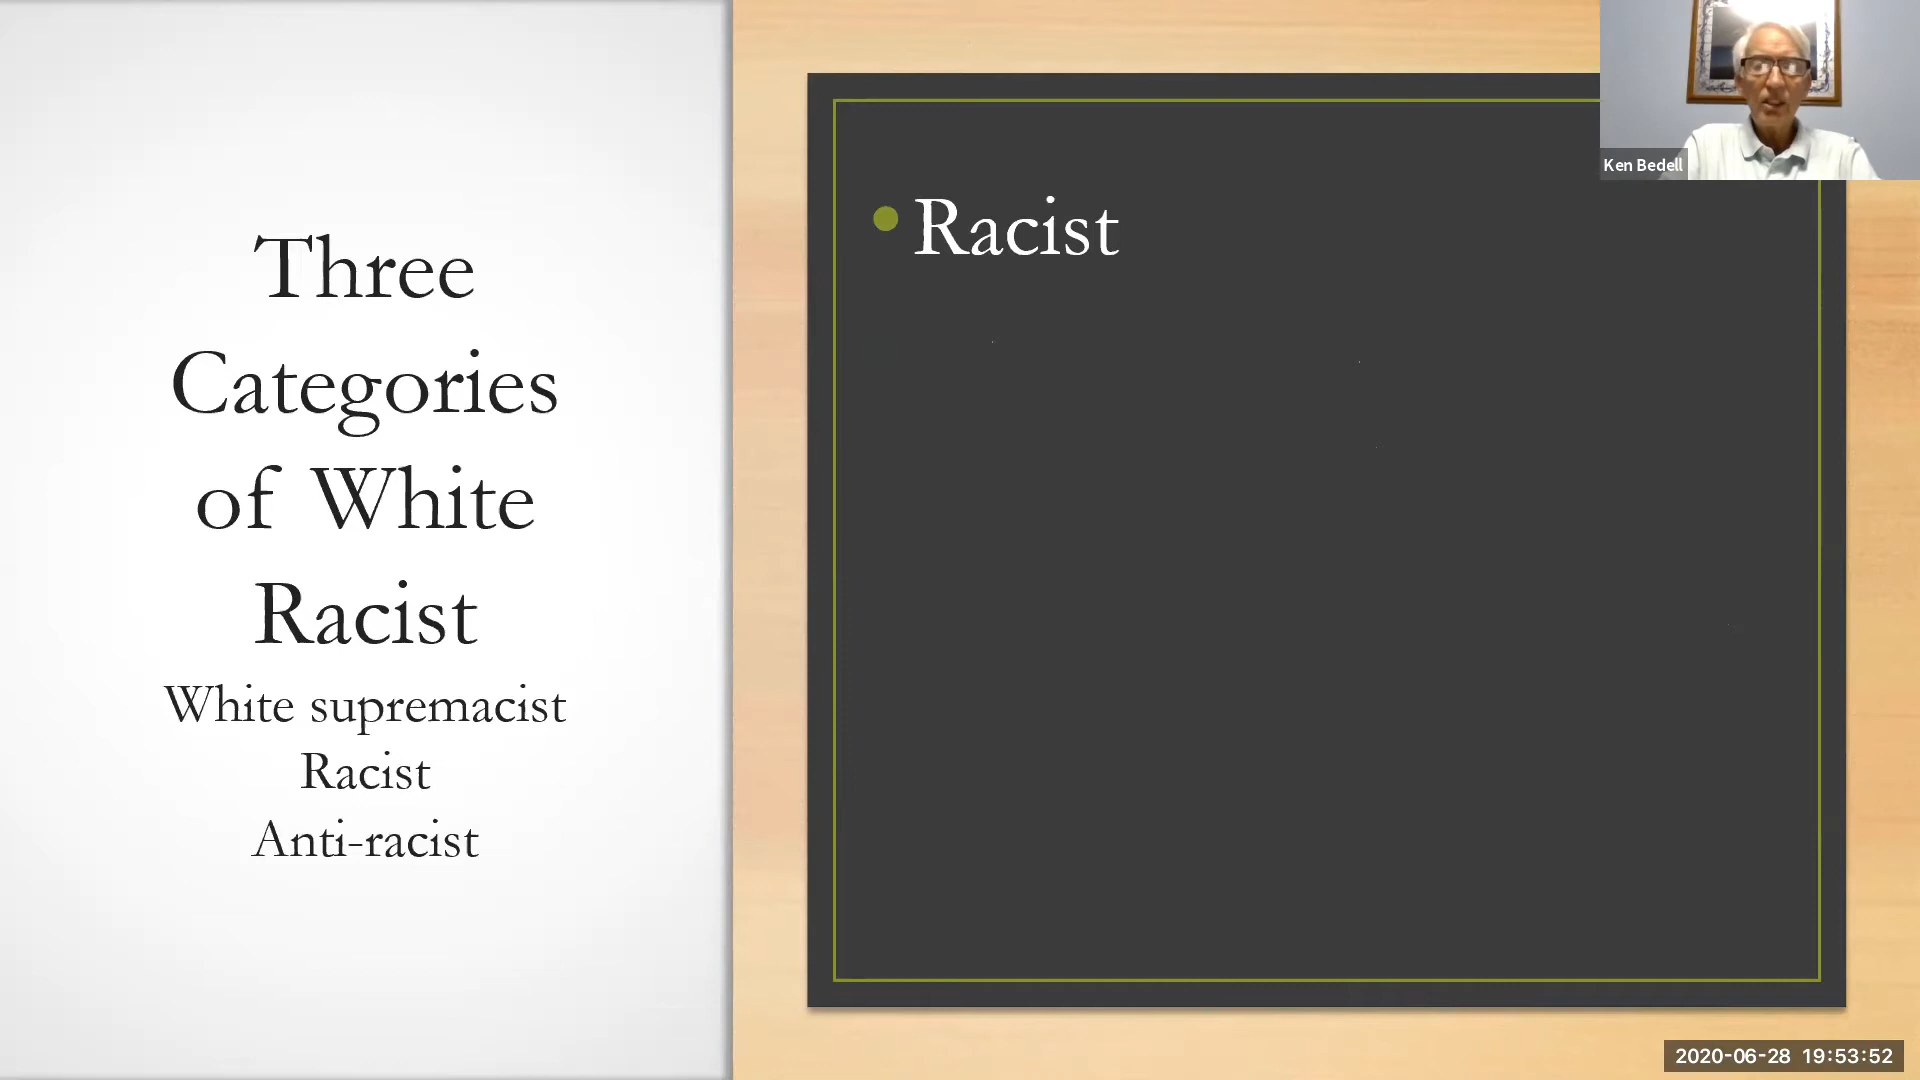 Three
Categories
of White
Racist
White supremacist
Racist
Anti-racist
Racist
Ken Bedell
2020-06-28 19:53:52